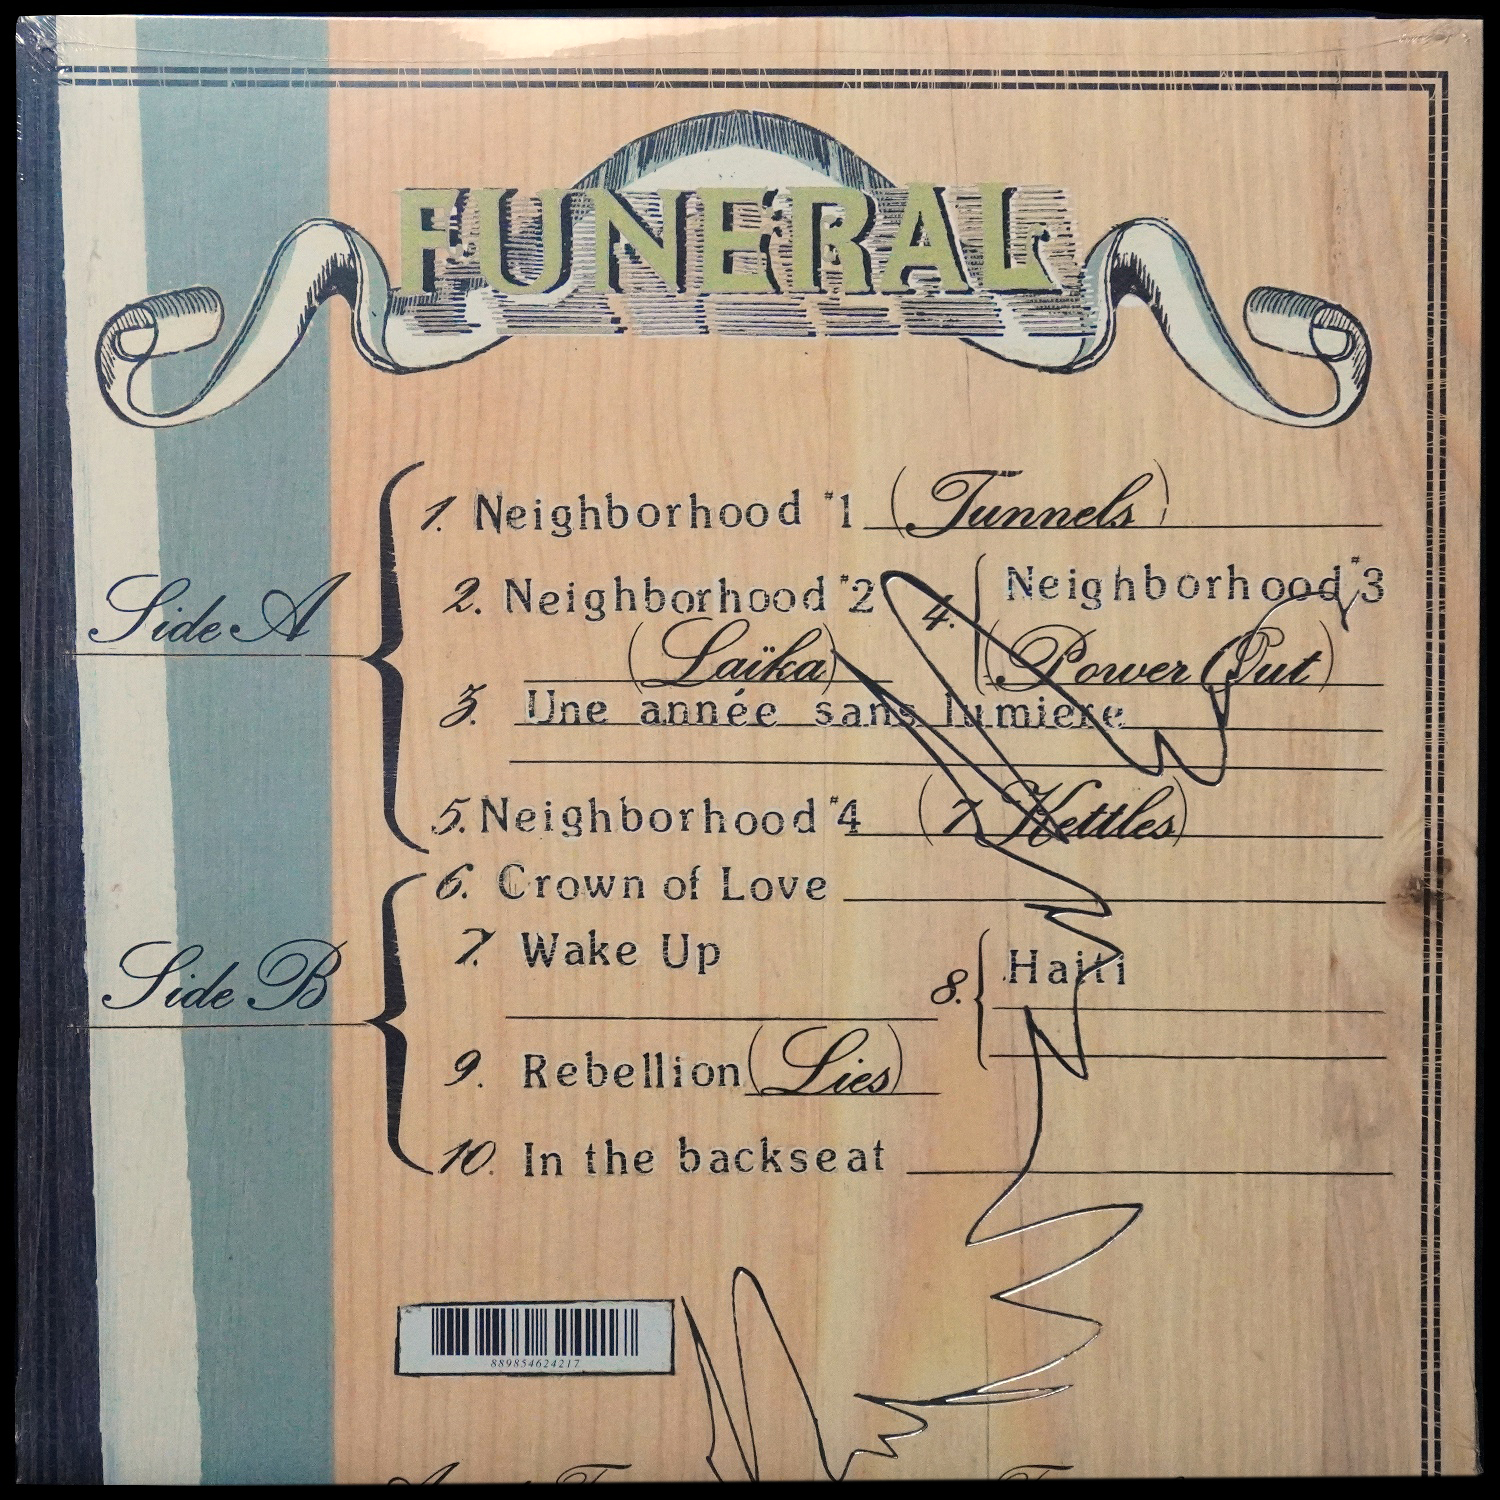 FUNERAL
Side A
1. Neighborhood #1 (Tunnels)
2. Neighborhood #2
(Laïka)
3. Une année sans lumiere
4. Neighborhood #3
(Power Out)
5. Neighborhood #4 (7 Kettles)
Side B
6. Crown of Love
7. Wake Up
8. Haiti
9. Rebellion (Lies)
10. In the backseat
889854624217